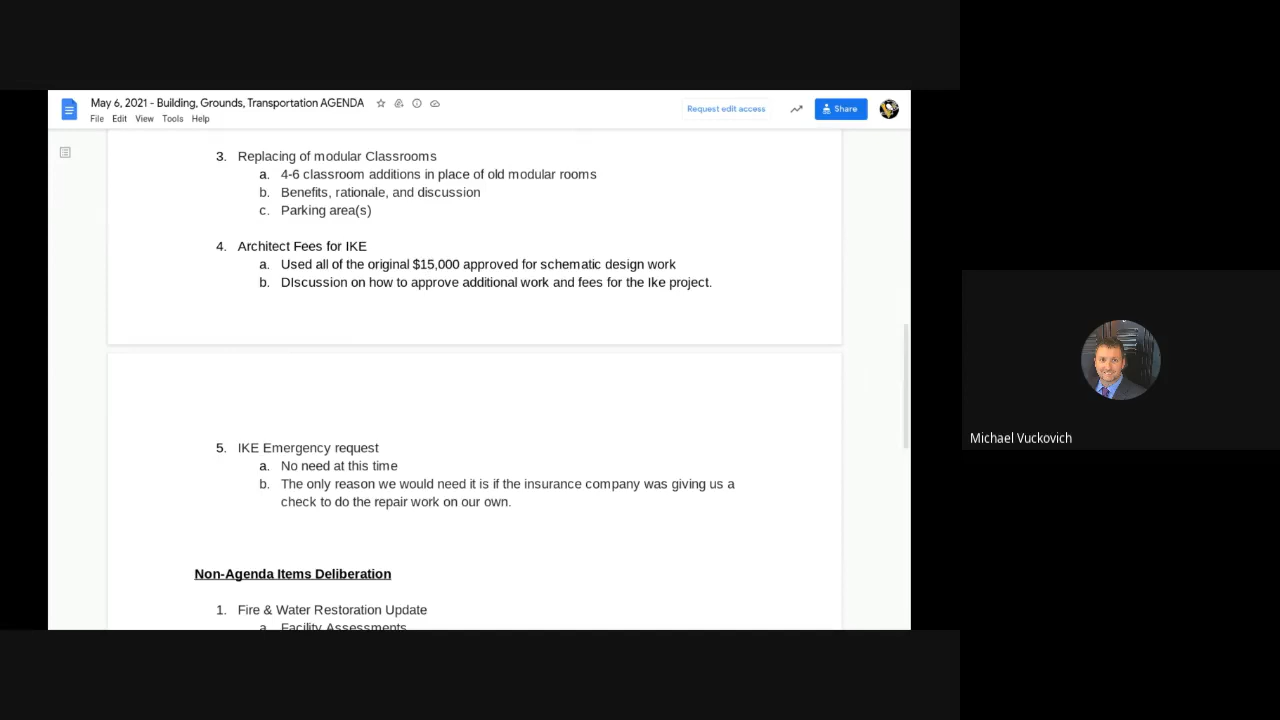 May 6, 2021 - Building, Grounds, Transportation AGENDA
File Edit View Tools Help
Request edit access
Share
3. Replacing of modular Classrooms
a. 4-6 classroom additions in place of old modular rooms
b. Benefits, rationale, and discussion
c. Parking area(s)
4. Architect Fees for IKE
a. Used all of the original $15,000 approved for schematic design work
b. DIscussion on how to approve additional work and fees for the Ike project.
5. IKE Emergency request
a. No need at this time
b. The only reason we would need it is if the insurance company was giving us a
check to do the repair work on our own.
Non-Agenda Items Deliberation
1. Fire & Water Restoration Update
a. Facility Assessments
Michael Vuckovich